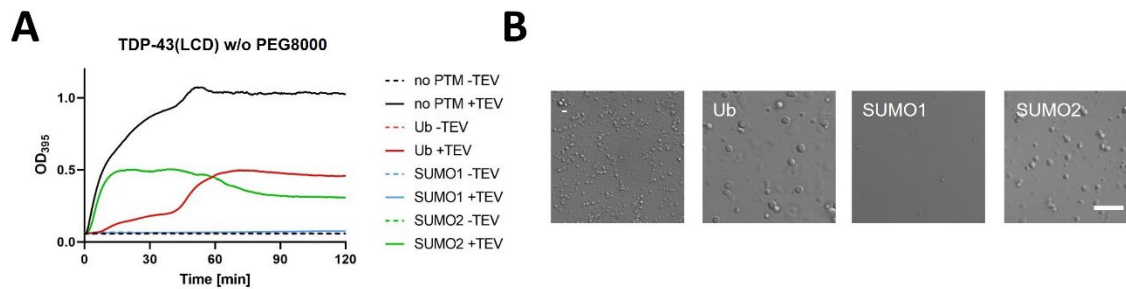 A
TDP-43(LCD) w/o PEG8000
OD395
1.0
0.5
0.0
0 30 60 90 120
Time [min]
no PTM -TEV
no PTM +TEV
Ub -TEV
Ub +TEV
SUMO1 -TEV
SUMO1 +TEV
SUMO2 -TEV
SUMO2 +TEV
B
-
Ub
SUMO1
SUMO2